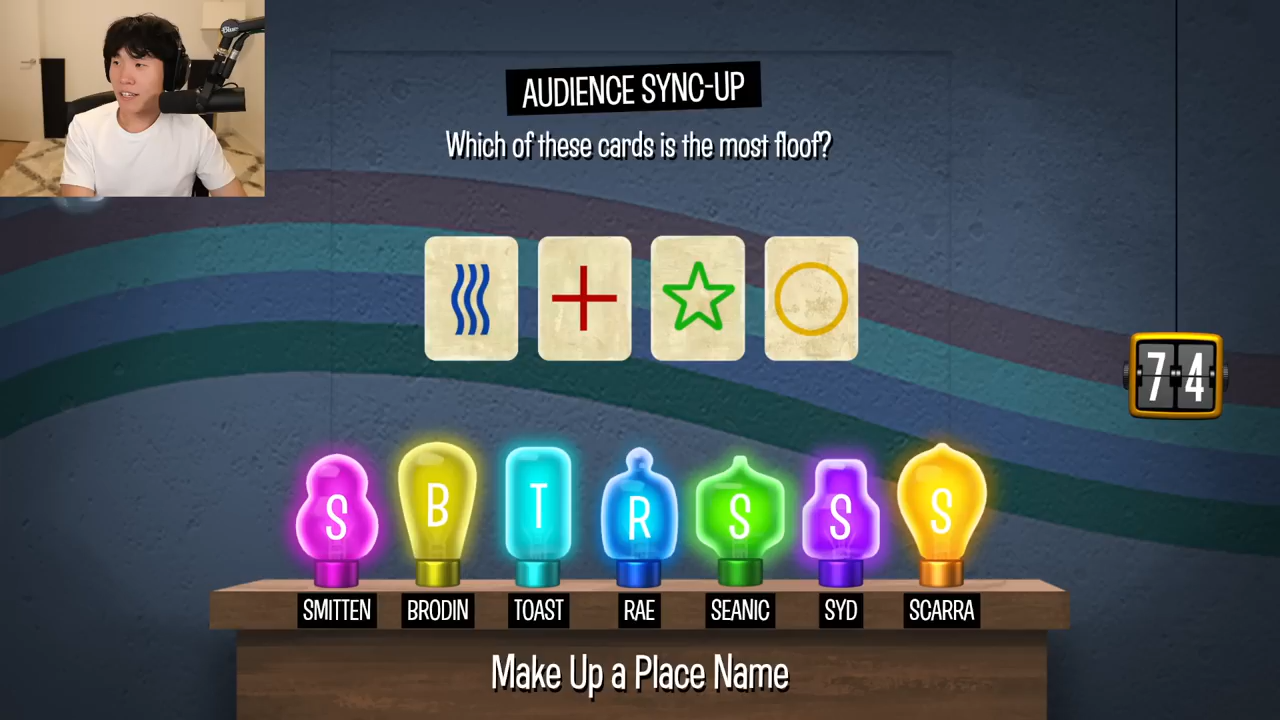 AUDIENCE SYNC-UP
Which of these cards is the most floof?
74
S B T R S S S
SMITTEN BRODIN TOAST RAE SEANIC SYD SCARRA
Make Up a Place Name